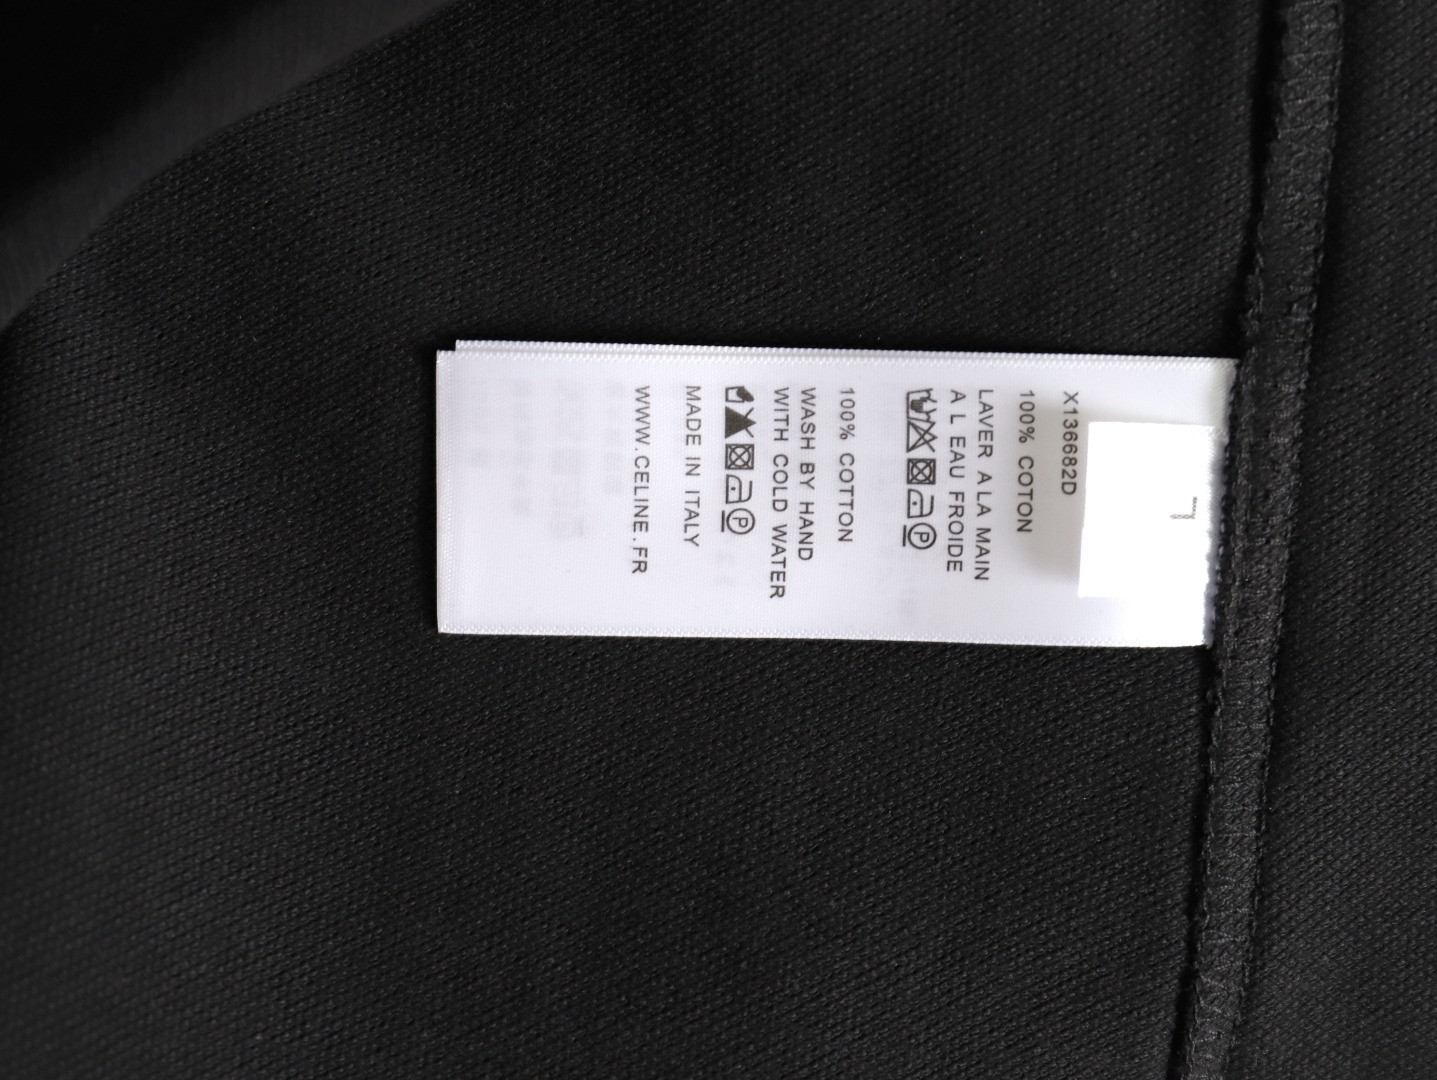 L
X136682D
100% COTON
LAVER A LA MAIN
A L EAU FROIDE
P
100% COTTON
WASH BY HAND
WITH COLD WATER
P
MADE IN ITALY
WWW.CELINE.FR